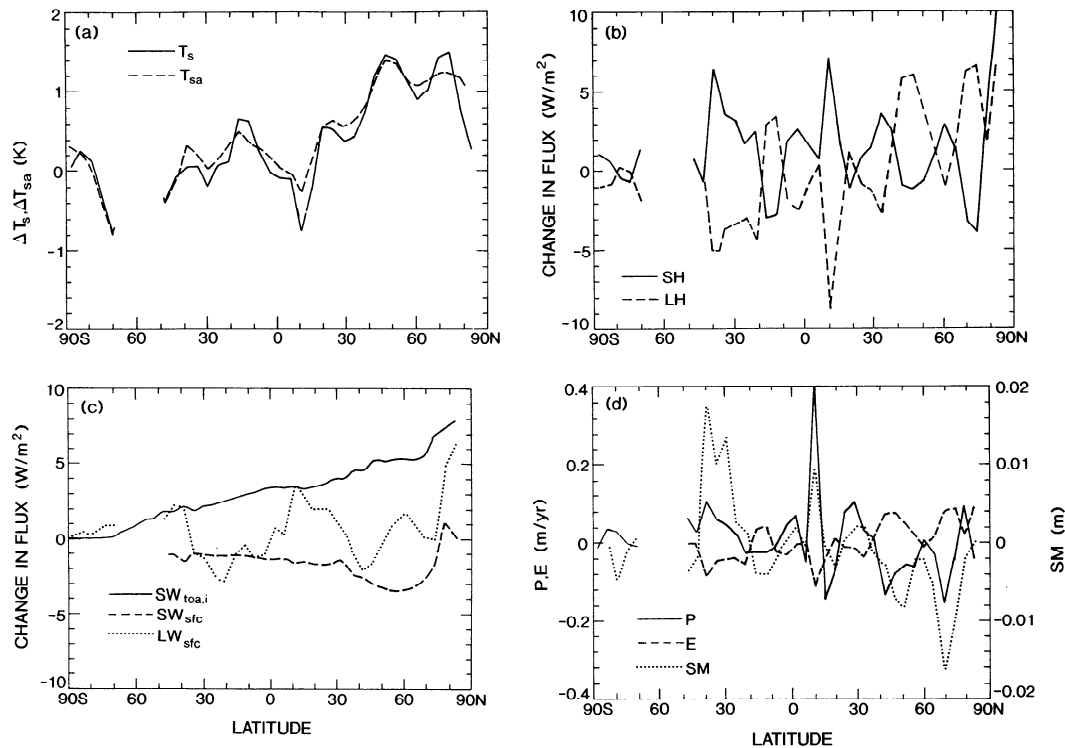 (a)
T_s
T_sa
ΔT_s, ΔT_sa (K)
2
1
0
-1
-2
90S 60 30 0 30 60 90N
(b)
SH
LH
CHANGE IN FLUX (W/m²)
10
5
0
-5
-10
90S 60 30 0 30 60 90N
(c)
SW_toa,i
SW_sfc
LW_sfc
CHANGE IN FLUX (W/m²)
10
5
0
-5
-10
90S 60 30 0 30 60 90N
LATITUDE
(d)
P
E
SM
P,E (m/yr)
0.4
0.2
0
-0.2
-0.4
SM (m)
0.02
0.01
0
-0.01
-0.02
90S 60 30 0 30 60 90N
LATITUDE